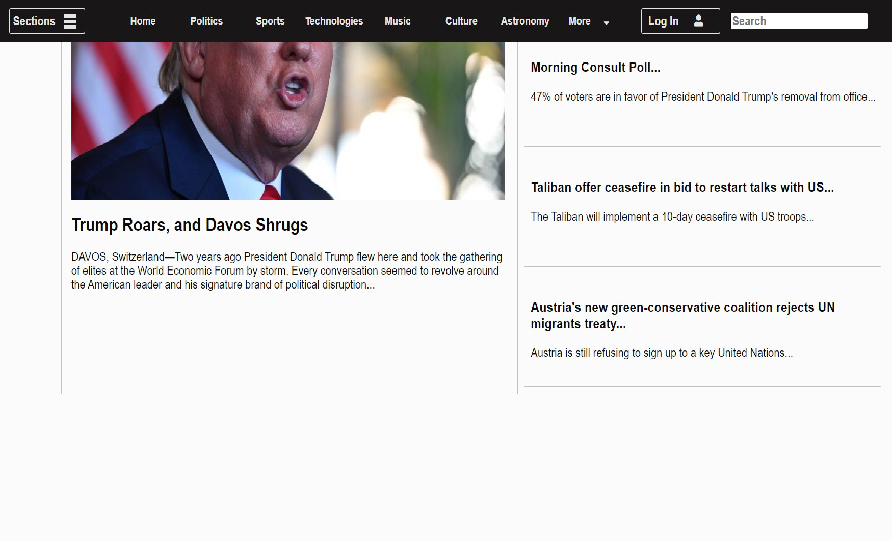 Sections Home Politics Sports Technologies Music Culture Astronomy More Log In Search
Trump Roars, and Davos Shrugs
DAVOS, Switzerland—Two years ago President Donald Trump flew here and took the gathering
of elites at the World Economic Forum by storm. Every conversation seemed to revolve around
the American leader and his signature brand of political disruption...
Morning Consult Poll...
47% of voters are in favor of President Donald Trump's removal from office...
Taliban offer ceasefire in bid to restart talks with US...
The Taliban will implement a 10-day ceasefire with US troops...
Austria's new green-conservative coalition rejects UN
migrants treaty...
Austria is still refusing to sign up to a key United Nations...